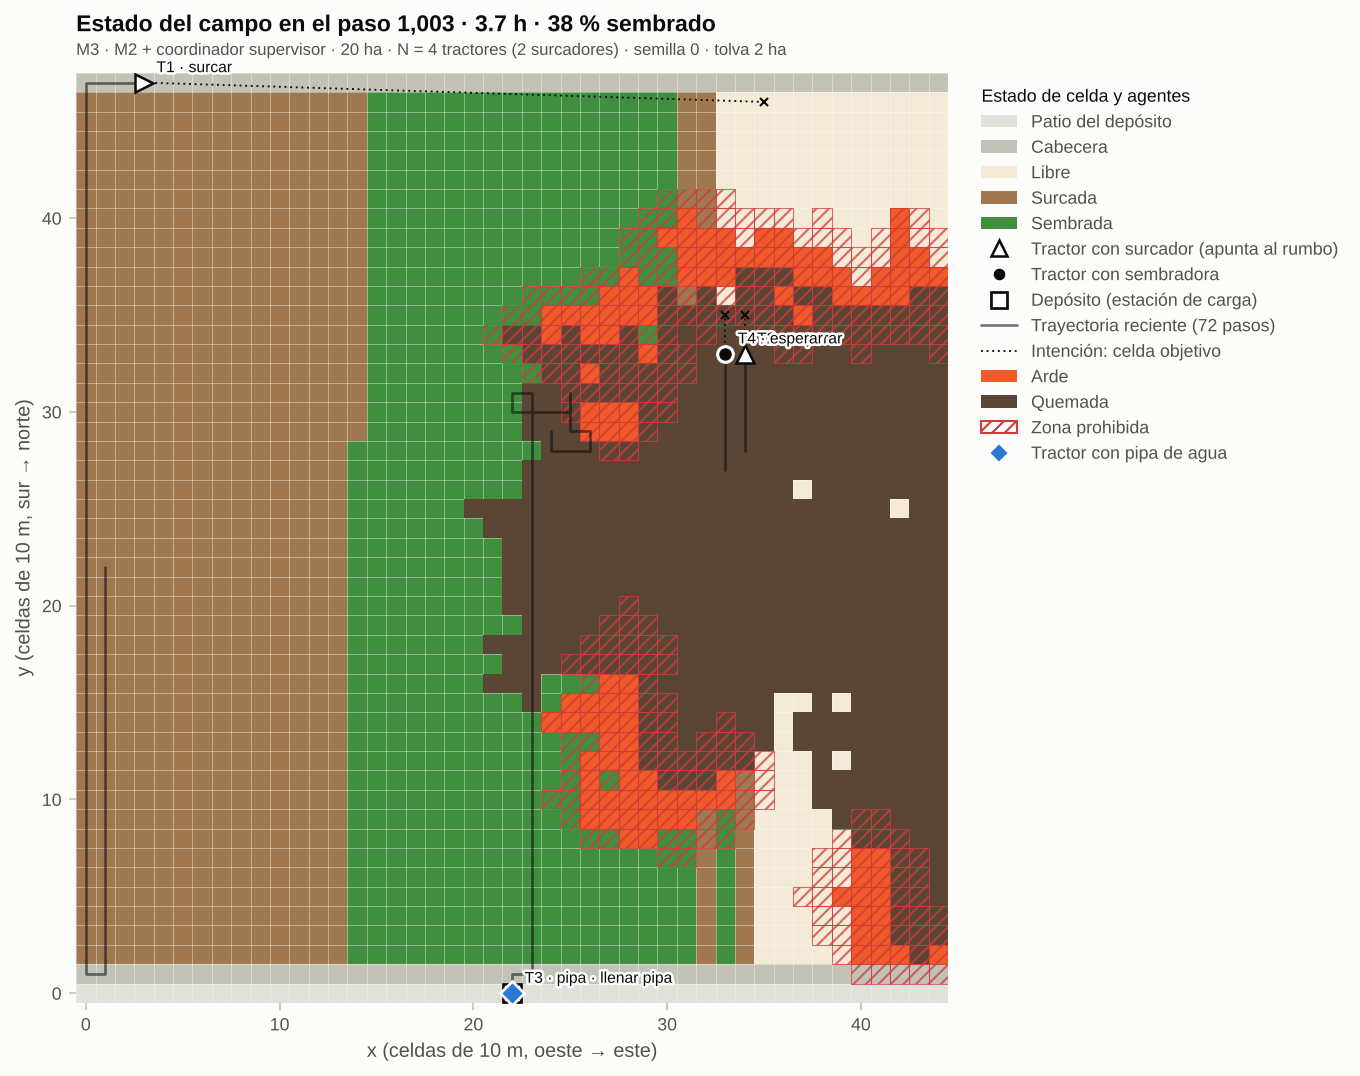 Estado del campo en el paso 1,003 · 3.7 h · 38 % sembrado
M3 · M2 + coordinador supervisor · 20 ha · N = 4 tractores (2 surcadores) · semilla 0 · tolva 2 ha
T1 · surcar
Estado de celda y agentes
Patio del depósito
Cabecera
Libre
Surcada
Sembrada
Tractor con surcador (apunta al rumbo)
Tractor con sembradora
Depósito (estación de carga)
Trayectoria reciente (72 pasos)
Intención: celda objetivo
Arde
Quemada
Zona prohibida
Tractor con pipa de agua
T4
T3 · pipa · llenar pipa
40
30
20
10
0
0 10 20 30 40
x (celdas de 10 m, oeste → este)
y (celdas de 10 m, sur → norte)